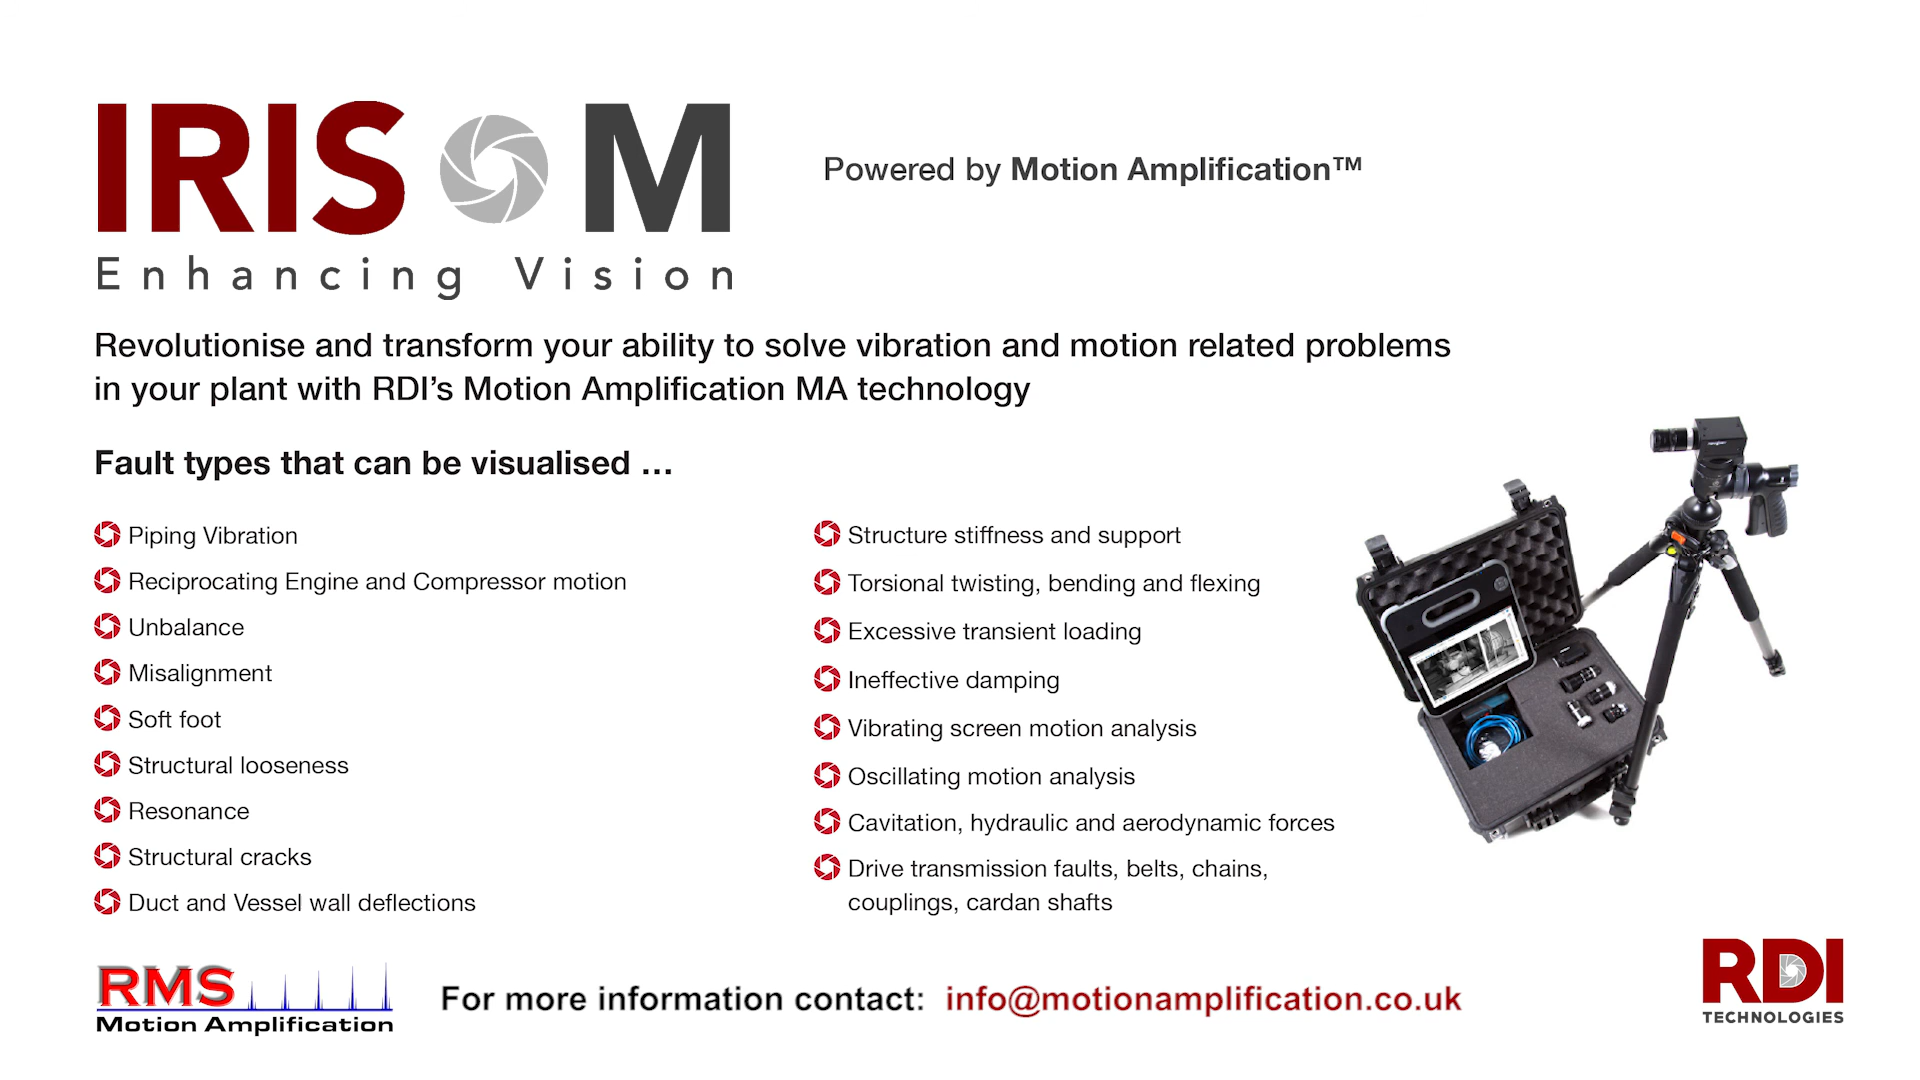 IRIS M
Enhancing Vision
Powered by Motion Amplification™
Revolutionise and transform your ability to solve vibration and motion related problems
in your plant with RDI’s Motion Amplification MA technology
Fault types that can be visualised …
Piping Vibration
Reciprocating Engine and Compressor motion
Unbalance
Misalignment
Soft foot
Structural looseness
Resonance
Structural cracks
Duct and Vessel wall deflections
Structure stiffness and support
Torsional twisting, bending and flexing
Excessive transient loading
Ineffective damping
Vibrating screen motion analysis
Oscillating motion analysis
Cavitation, hydraulic and aerodynamic forces
Drive transmission faults, belts, chains,
couplings, cardan shafts
RMS
Motion Amplification
For more information contact: info@motionamplification.co.uk
RDI
TECHNOLOGIES